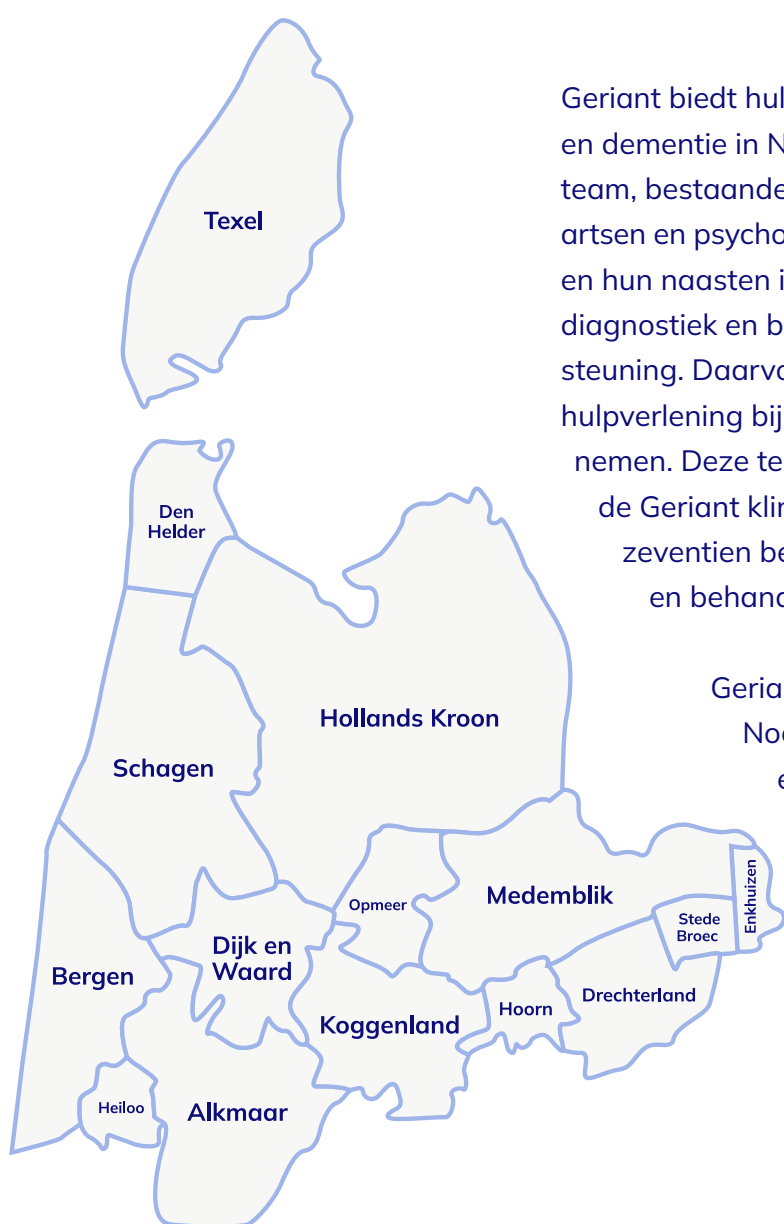 Texel
Den
Helder
Hollands Kroon
Schagen
Opmeer
Medemblik
Enkhuizen
Stede
Broec
Dijk en
Waard
Bergen
Drechterland
Hoorn
Koggenland
Heiloo
Alkmaar
Geriant biedt hul
en dementie in N
team, bestaande
artsen en psycho
en hun naasten i
diagnostiek en b
steuning. Daarvo
hulpverlening bij
nemen. Deze te
de Geriant klin
zeventien be
en behand
Geria
Noo
e